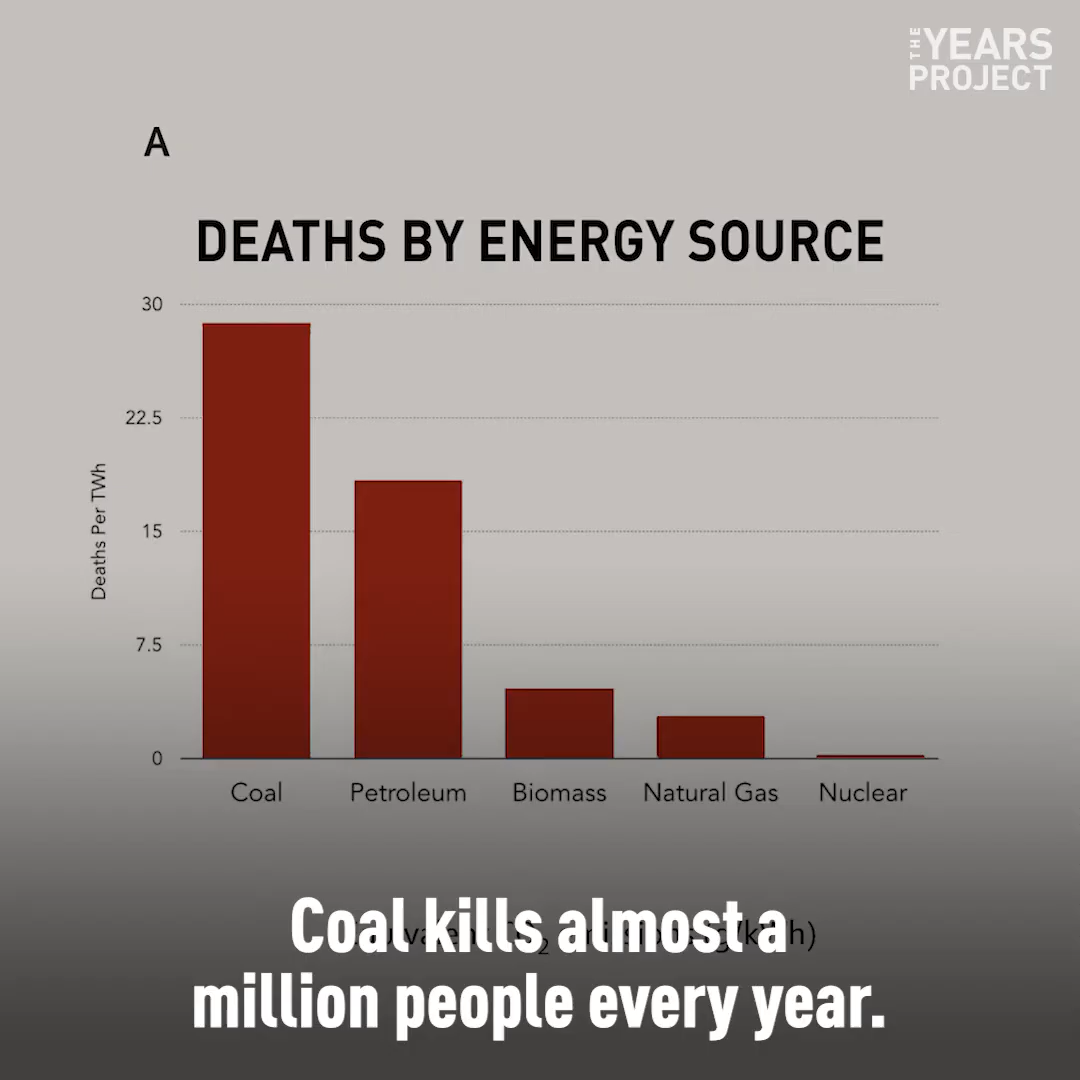 THE YEARS
PROJECT
A
DEATHS BY ENERGY SOURCE
30
22.5
15
7.5
0
Deaths Per TWh
Coal Petroleum Biomass Natural Gas Nuclear
Coal kills almost a
million people every year.